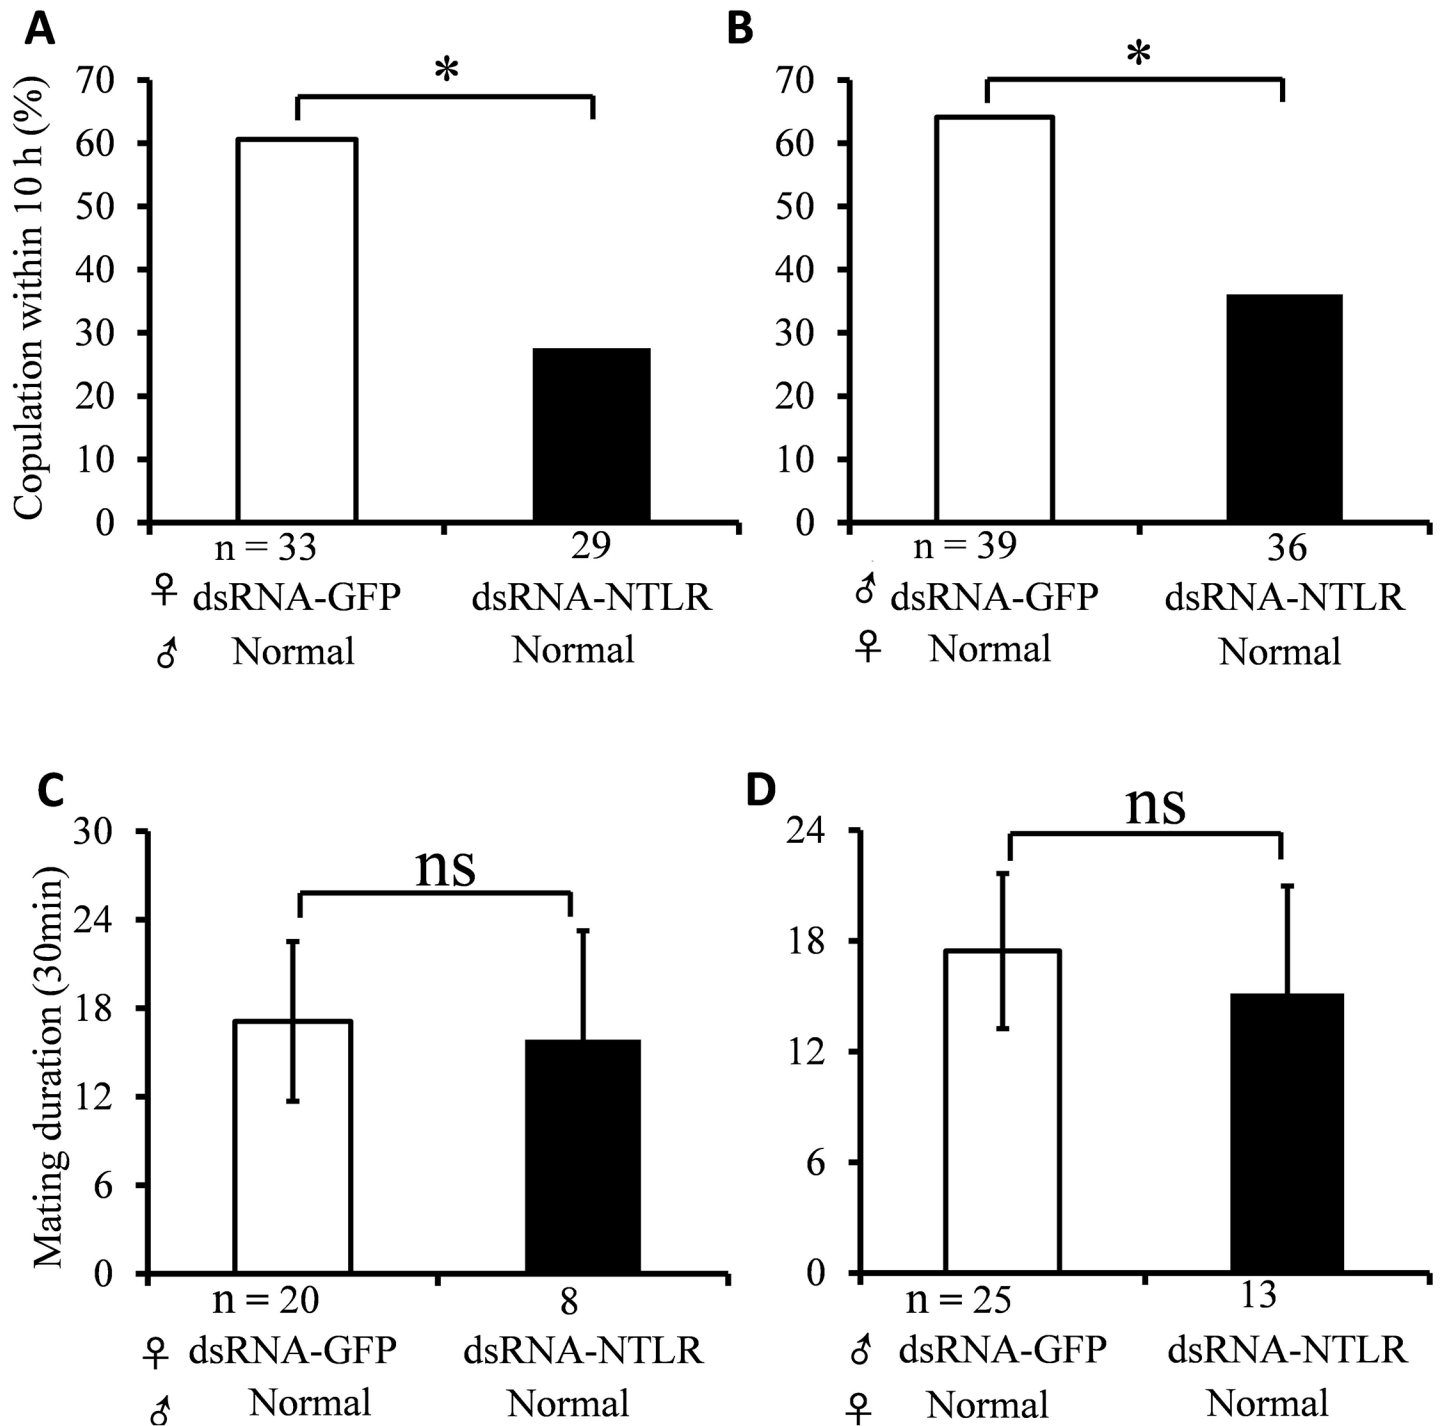 A
Copulation within 10 h (%)
70
60
50
40
30
20
10
0
*
n = 33 29
♀ dsRNA-GFP dsRNA-NTLR
♂ Normal Normal
B
70
60
50
40
30
20
10
0
*
n = 39 36
♂ dsRNA-GFP dsRNA-NTLR
♀ Normal Normal
C
Mating duration (30min)
30
24
18
12
6
0
ns
n = 20 8
♀ dsRNA-GFP dsRNA-NTLR
♂ Normal Normal
D
24
18
12
6
0
ns
n = 25 13
♂ dsRNA-GFP dsRNA-NTLR
♀ Normal Normal